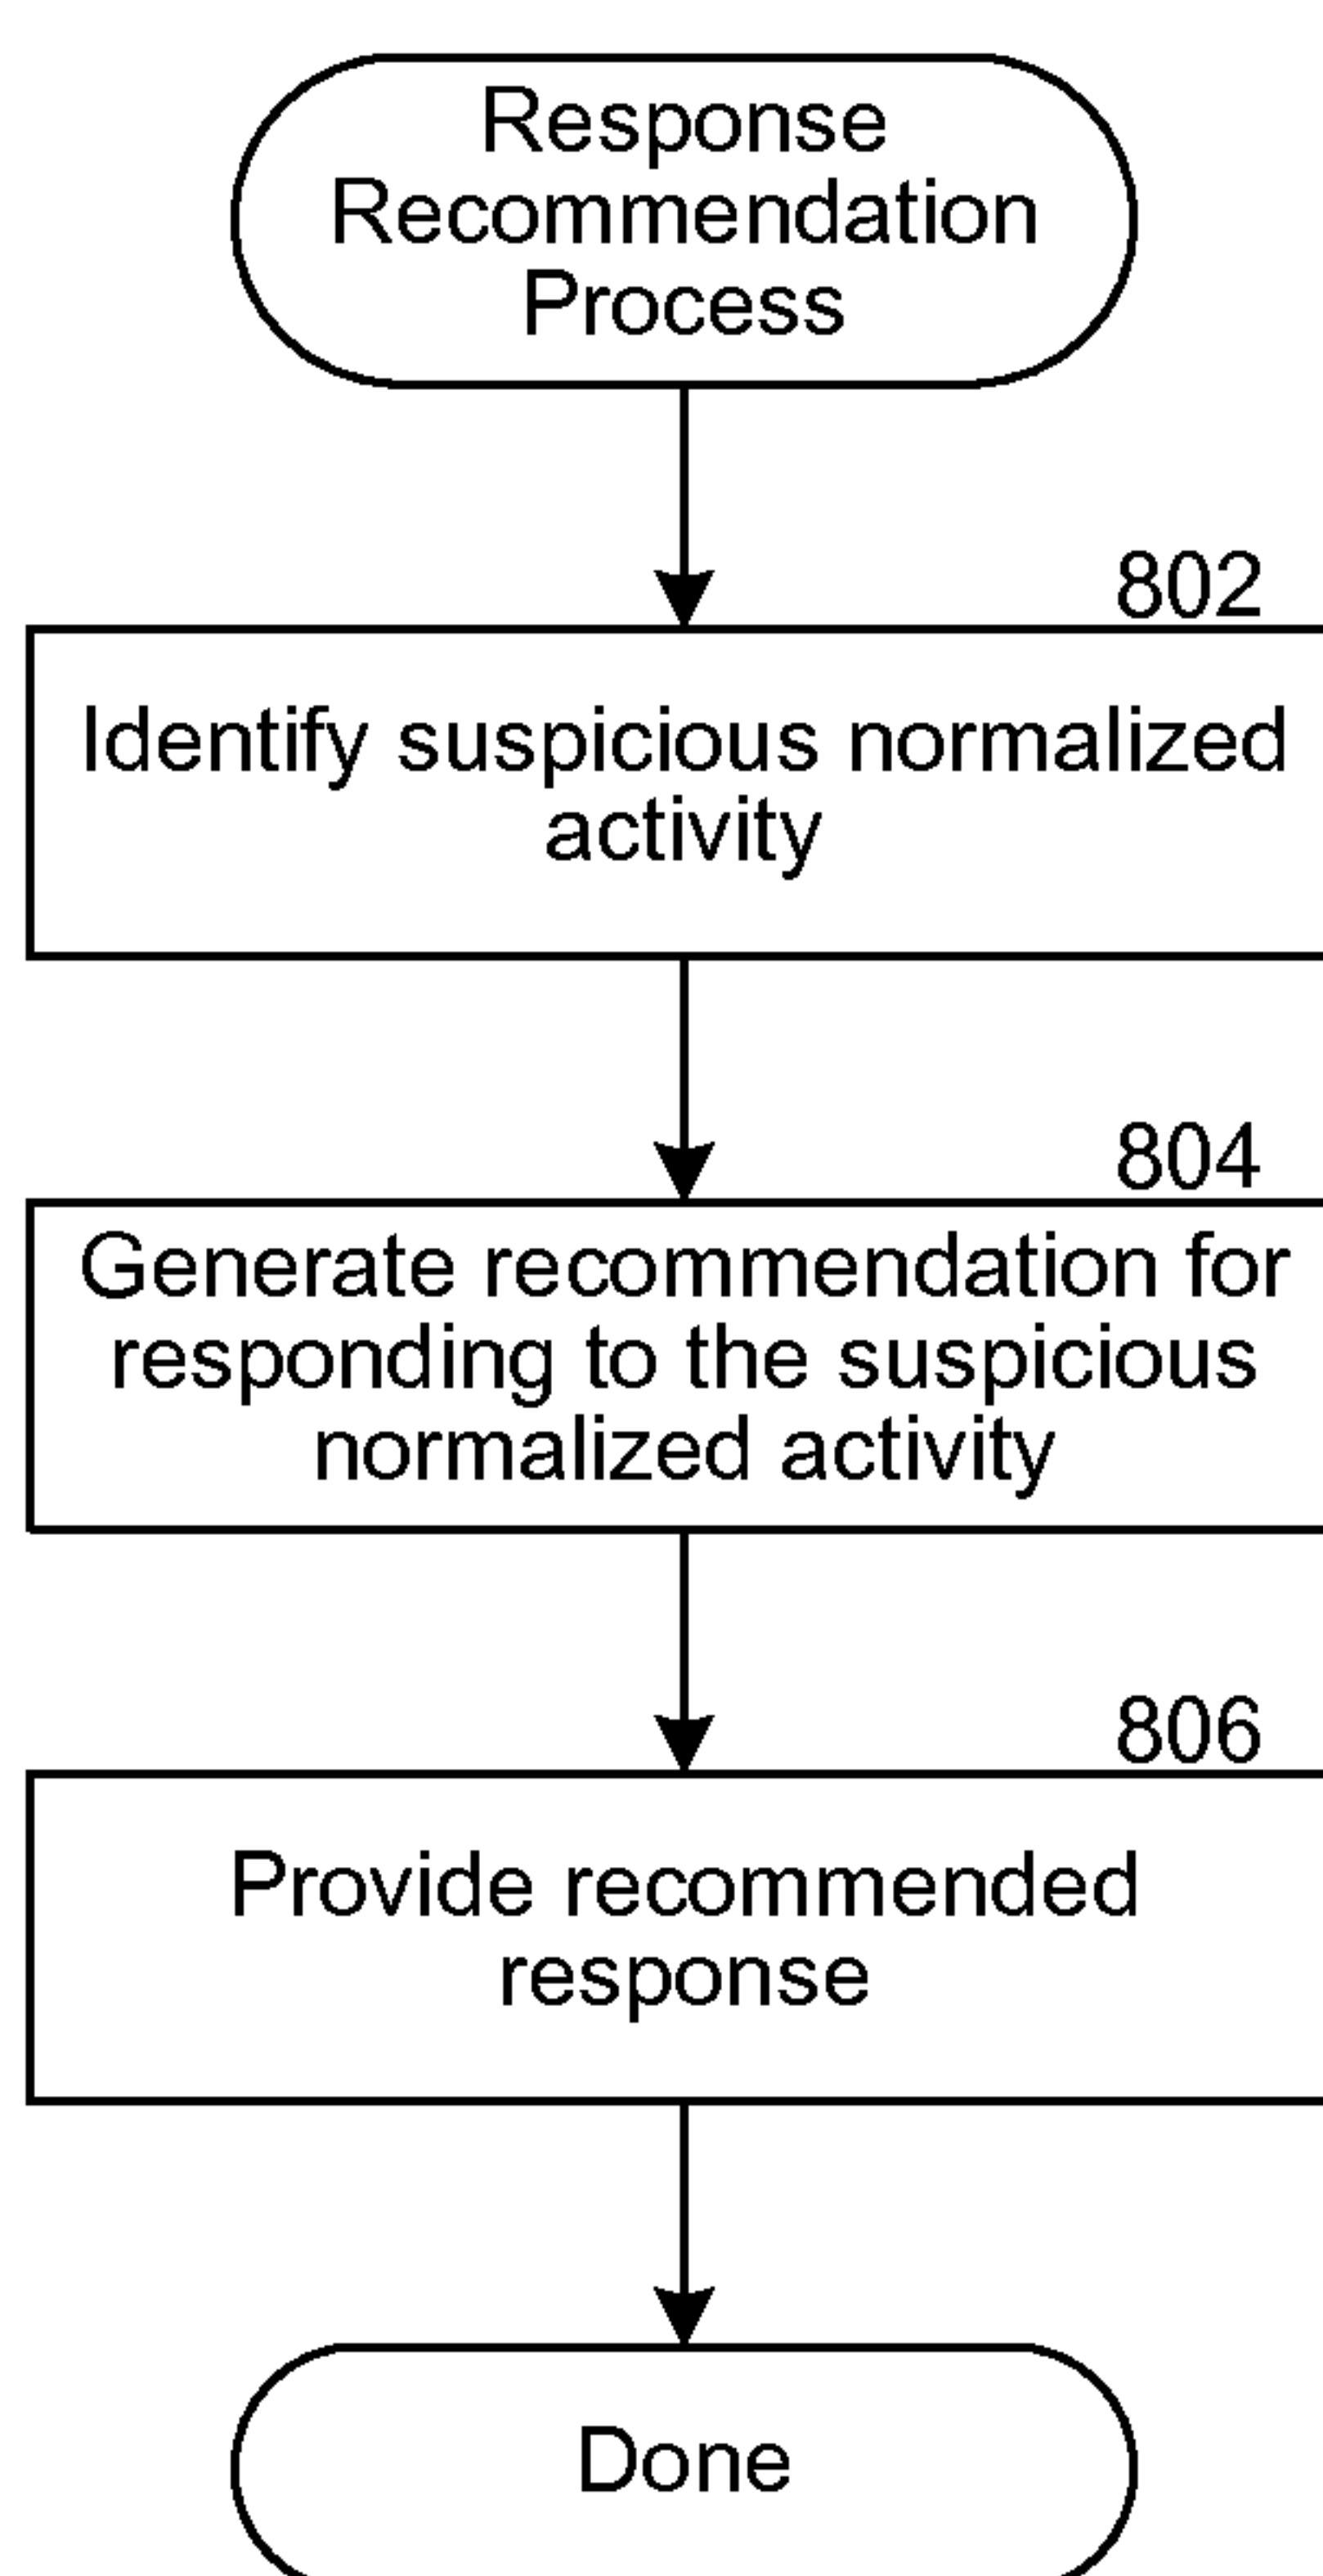 Response
Recommendation
Process
802
Identify suspicious normalized
activity
804
Generate recommendation for
responding to the suspicious
normalized activity
806
Provide recommended
response
Done